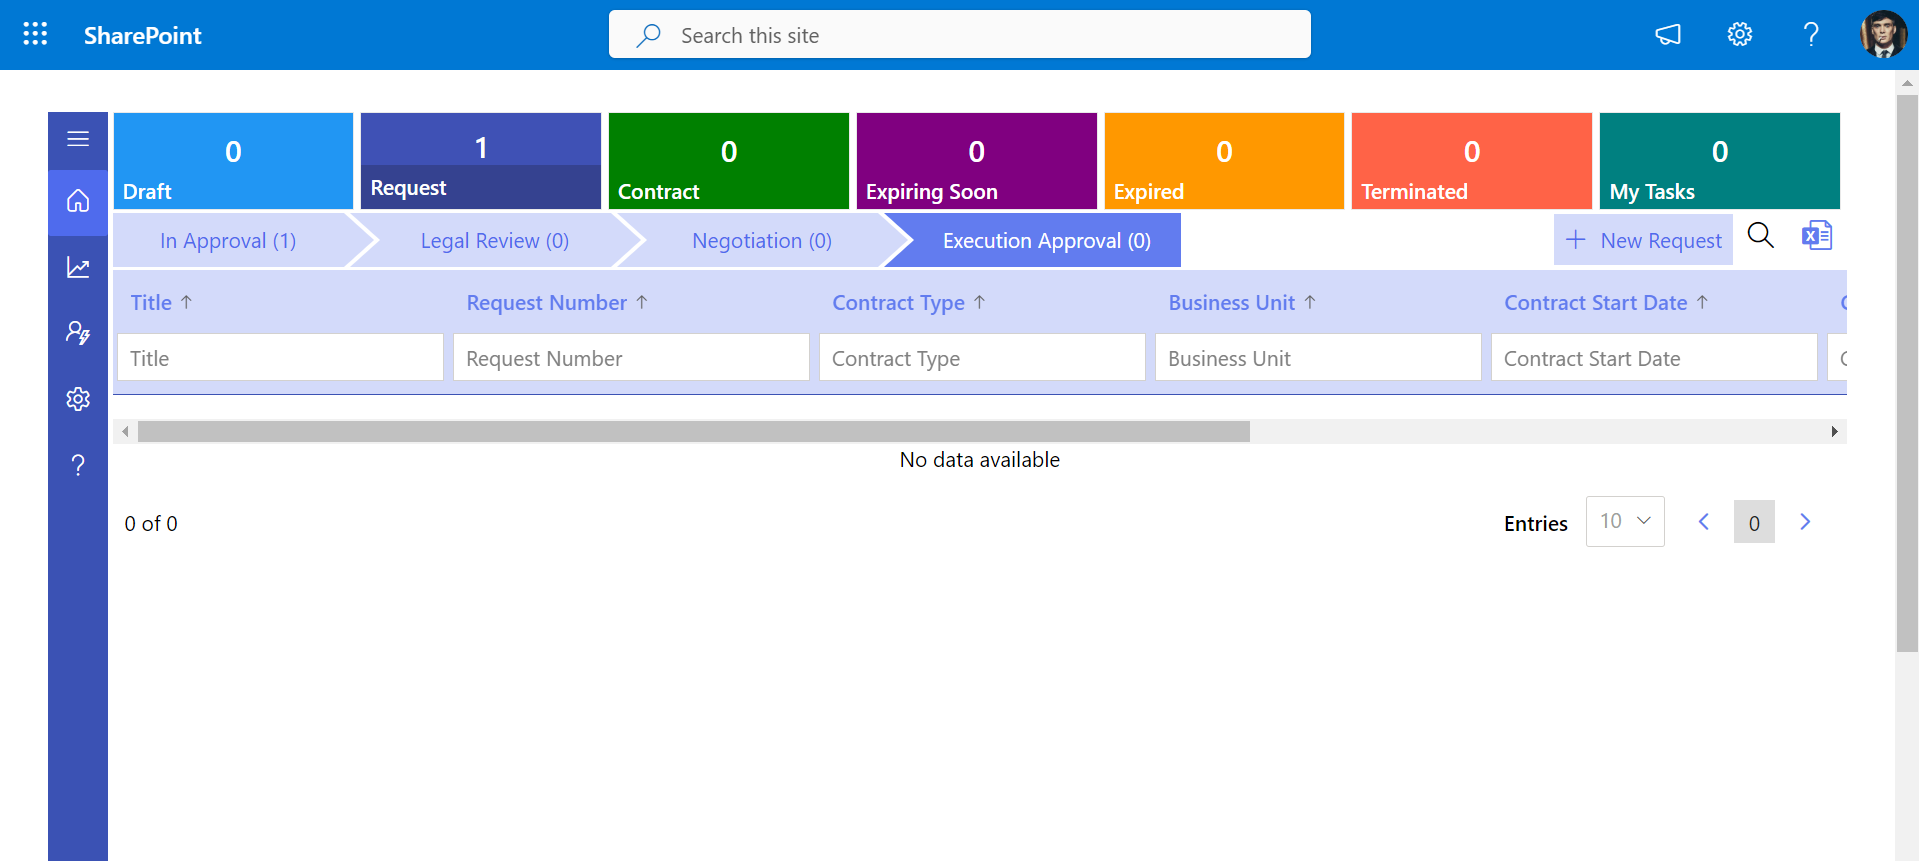 SharePoint
Search this site
0 1 0 0 0 0 0
Draft Request Contract Expiring Soon Expired Terminated My Tasks
In Approval (1) Legal Review (0) Negotiation (0) Execution Approval (0) New Request
Title Request Number Contract Type Business Unit Contract Start Date
Title Request Number Contract Type Business Unit Contract Start Date
No data available
0 of 0 Entries 10 0